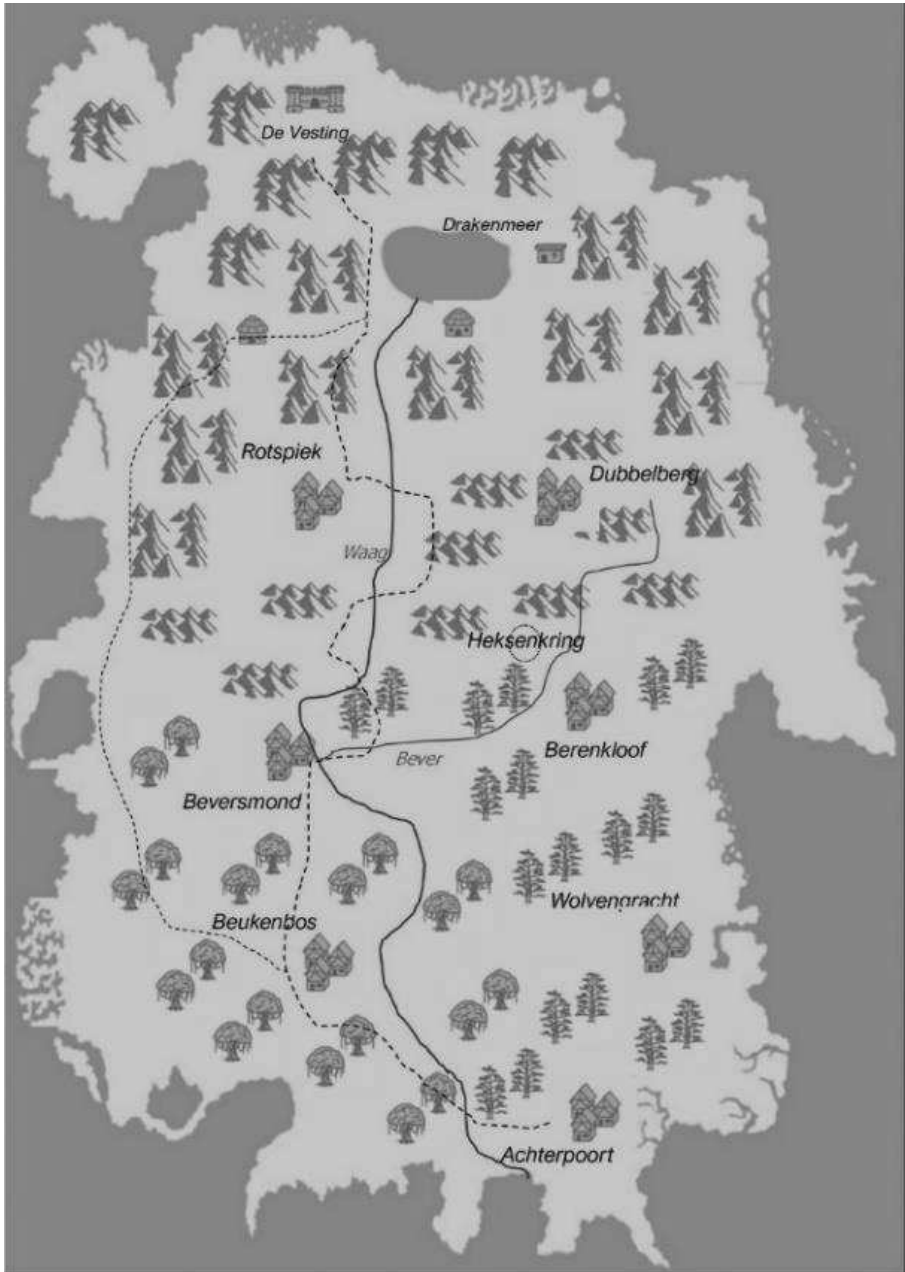 De Vesting
Drakenmeer
Rotspiek
Dubbelberg
Waag
Heksenkring
Berenkloof
Bever
Beversmond
Wolvengracht
Beukenbos
Achterpoort